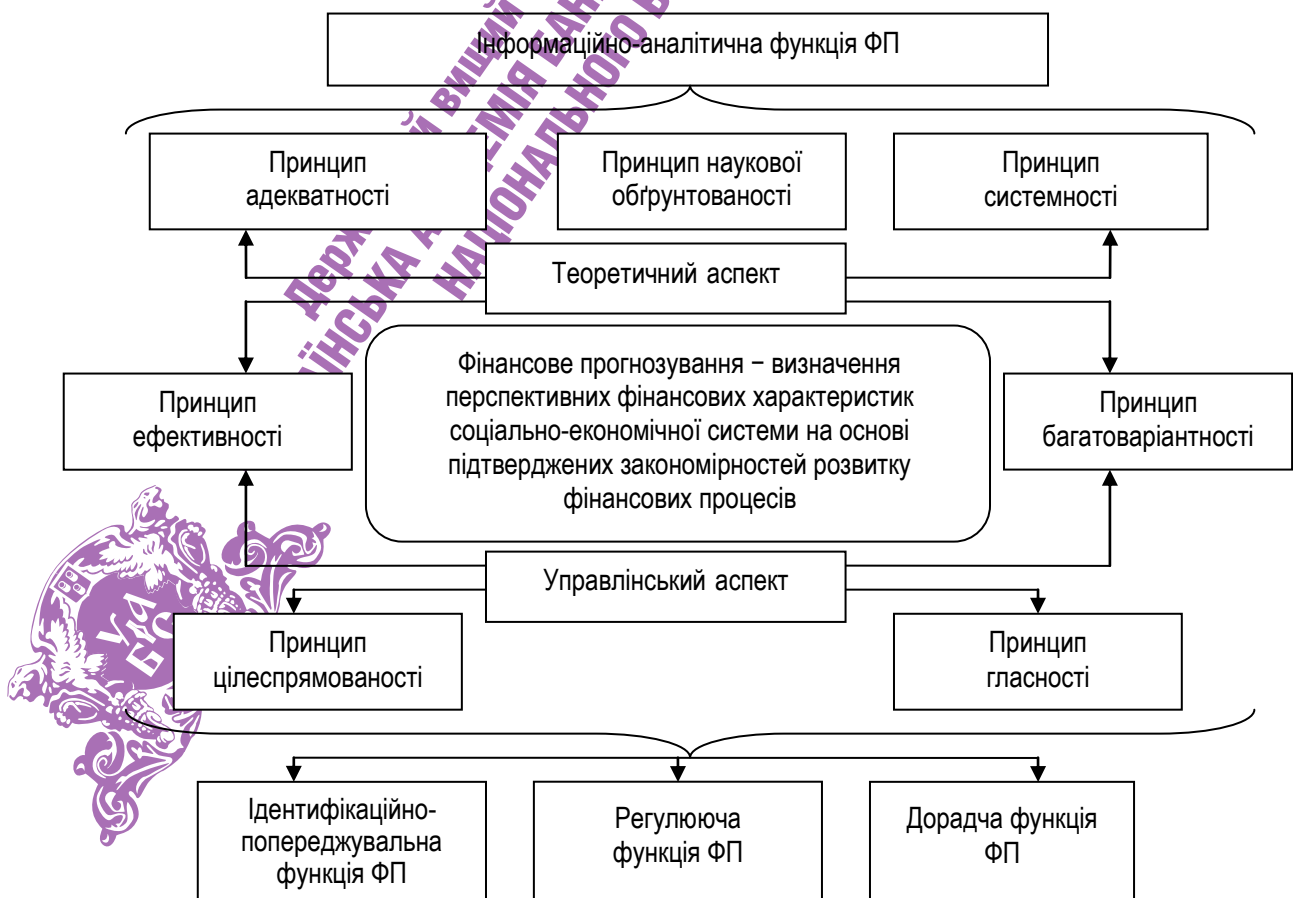 Інформаційно-аналітична функція ФП
Принцип
адекватності
Принцип наукової
обґрунтованості
Принцип
системності
Теоретичний аспект
Фінансове прогнозування – визначення
перспективних фінансових характеристик
соціально-економічної системи на основі
підтверджених закономірностей розвитку
фінансових процесів
Принцип
ефективності
Принцип
багатоваріантності
Управлінський аспект
Принцип
цілеспрямованості
Принцип
гласності
Ідентифікаційно-
попереджувальна
функція ФП
Регулююча
функція ФП
Дорадча функція
ФП